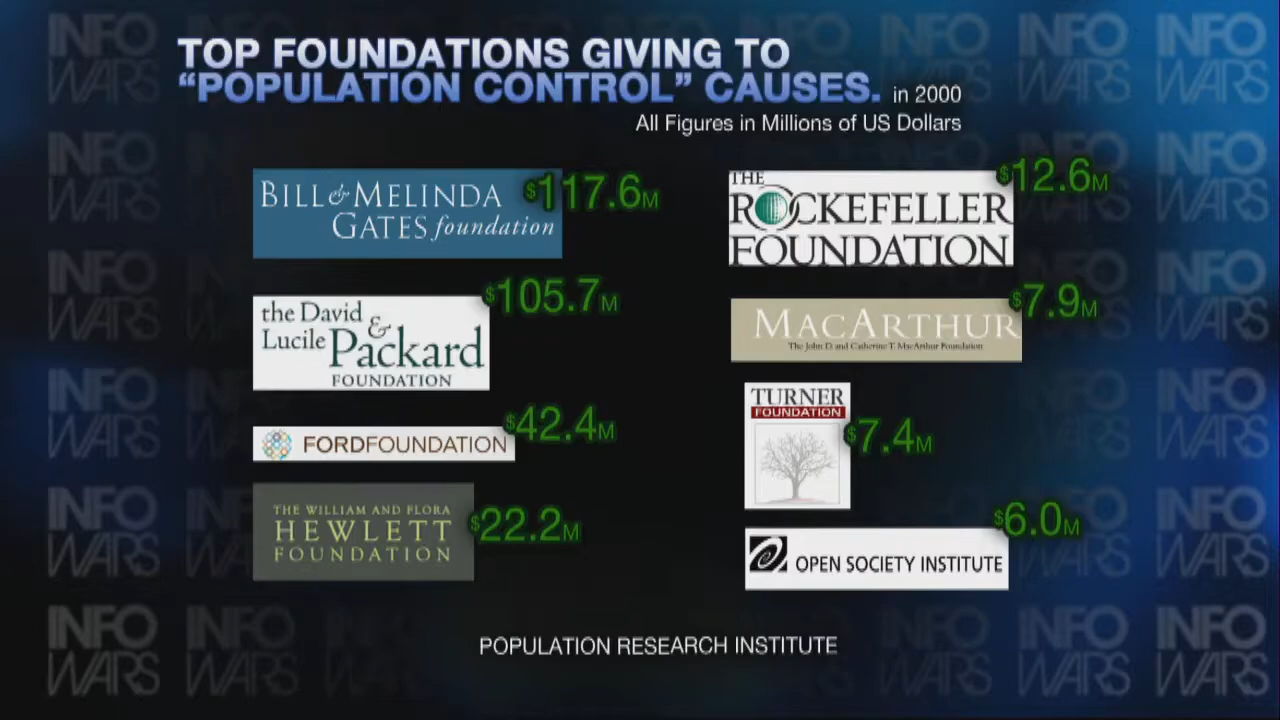 TOP FOUNDATIONS GIVING TO
“POPULATION CONTROL” CAUSES. in 2000
All Figures in Millions of US Dollars
BILL & MELINDA
GATES foundation
$117.6M
the David &
Lucile Packard
FOUNDATION
$105.7M
FORDFOUNDATION
$42.4M
THE WILLIAM AND FLORA
HEWLETT
FOUNDATION
$22.2M
THE
ROCKEFELLER
FOUNDATION
$12.6M
MACARTHUR
The John D. and Catherine T. MacArthur Foundation
$7.9M
TURNER
FOUNDATION
$7.4M
OPEN SOCIETY INSTITUTE
$6.0M
POPULATION RESEARCH INSTITUTE
INFO
WARS